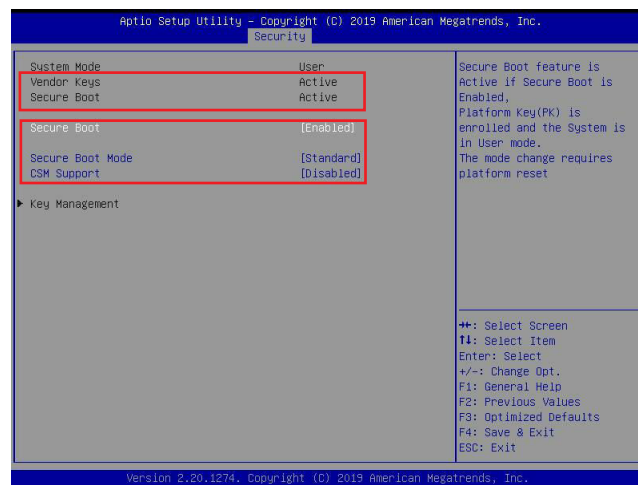 Aptio Setup Utility – Copyright (C) 2019 American Megatrends, Inc.
Security
System Mode User
Vendor Keys Active
Secure Boot Active
Secure Boot [Enabled]
Secure Boot Mode [Standard]
CSM Support [Disabled]
Key Management
Secure Boot feature is
Active if Secure Boot is
Enabled,
Platform Key(PK) is
enrolled and the System is
in User mode.
The mode change requires
platform reset
→←: Select Screen
↑↓: Select Item
Enter: Select
+/-: Change Opt.
F1: General Help
F2: Previous Values
F3: Optimized Defaults
F4: Save & Exit
ESC: Exit
Version 2.20.1274. Copyright (C) 2019 American Megatrends, Inc.